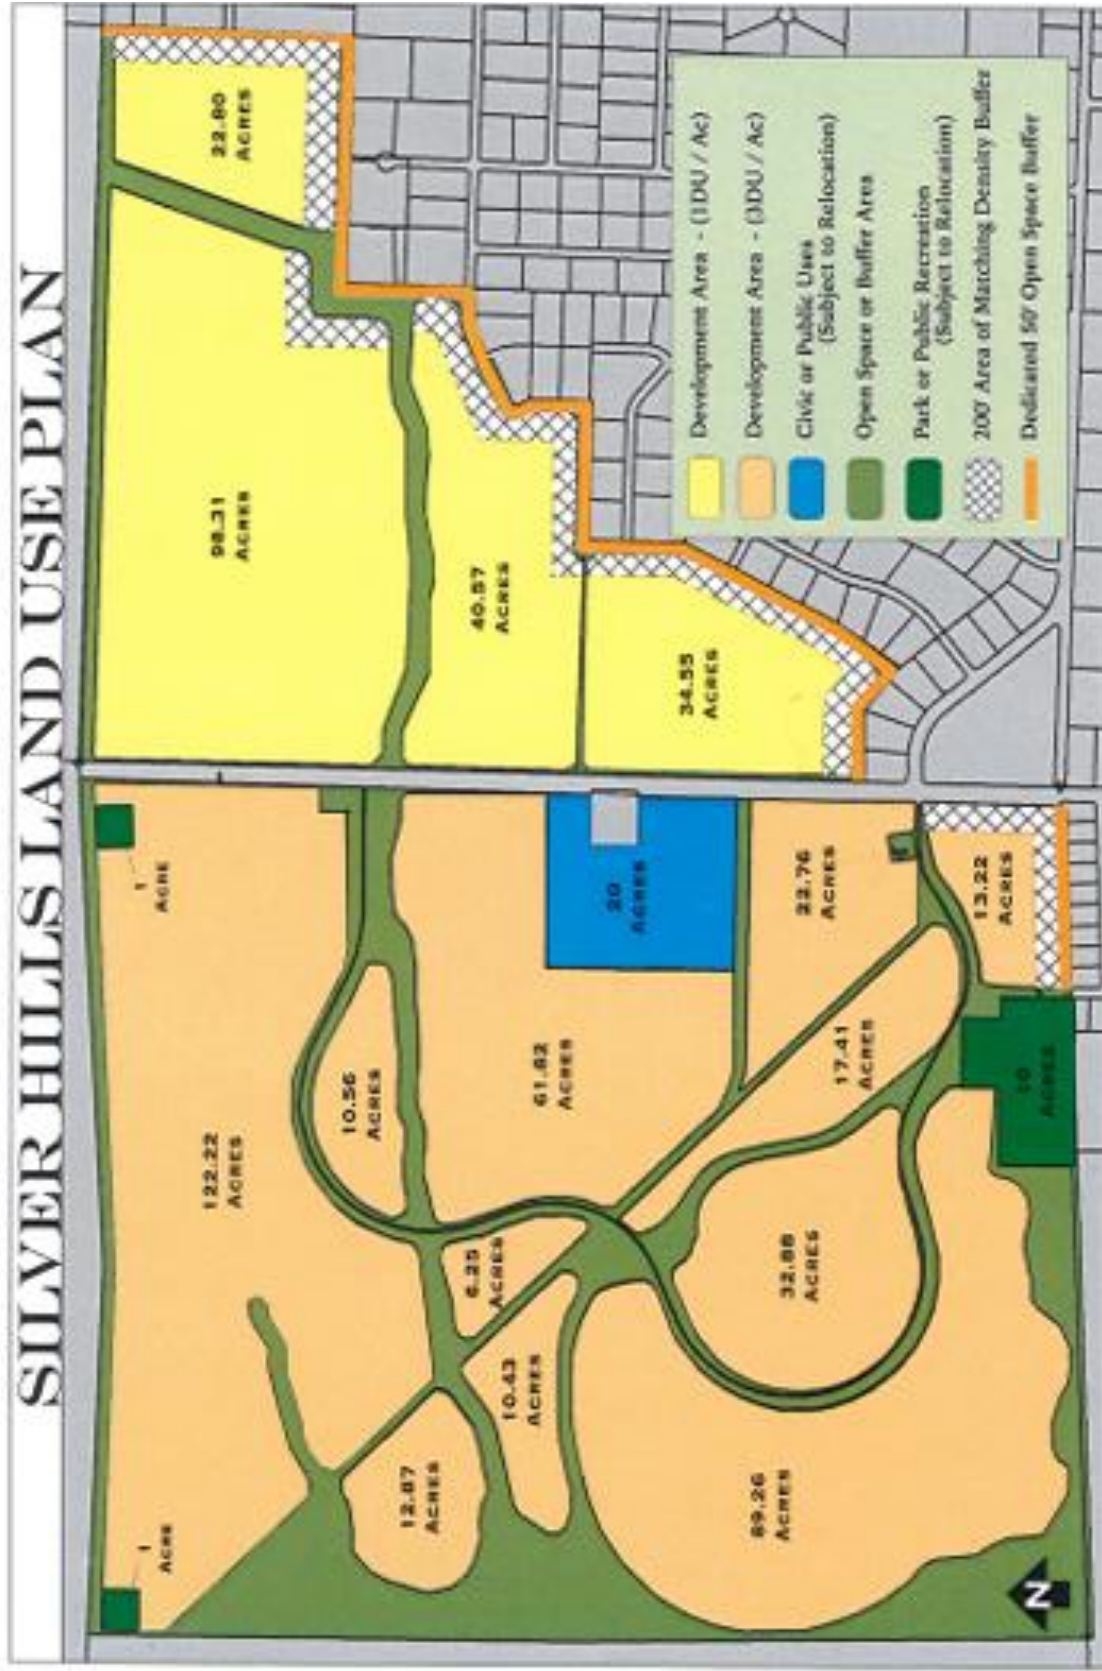 SILVER HILLS LAND USE PLAN
22.80
ACRES
98.31
ACRES
40.87
ACRES
34.55
ACRES
Development Area - (1DU / Ac)
Development Area - (3DU / Ac)
Civic or Public Uses
(Subject to Relocation)
Open Space or Buffer Area
Park or Public Recreation
(Subject to Relocation)
200' Area of Matching Density Buffer
Dedicated 50' Open Space Buffer
1
ACRE
122.22
ACRES
10.56
ACRES
61.82
ACRES
20
ACRES
22.76
ACRES
13.22
ACRES
17.41
ACRES
10
ACRES
6.25
ACRES
32.88
ACRES
10.43
ACRES
12.87
ACRES
89.26
ACRES
1
ACRE
N